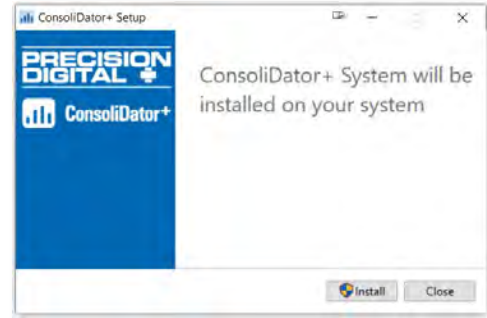 ConsoliDator+ Setup
PRECISION
DIGITAL
ConsoliDator+
ConsoliDator+ System will be
installed on your system
Install
Close